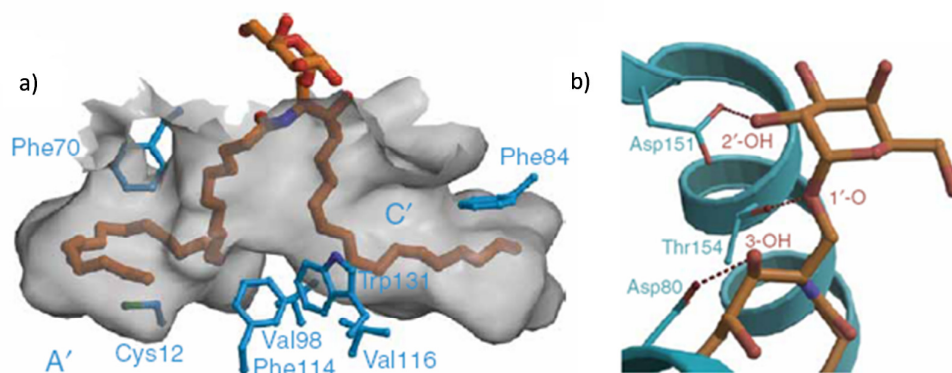 a)
Phe70
Phe84
C′
Trp131
Val98
Cys12
Phe114
Val116
A′
b)
Asp151
2′-OH
1′-O
Thr154
3-OH
Asp80